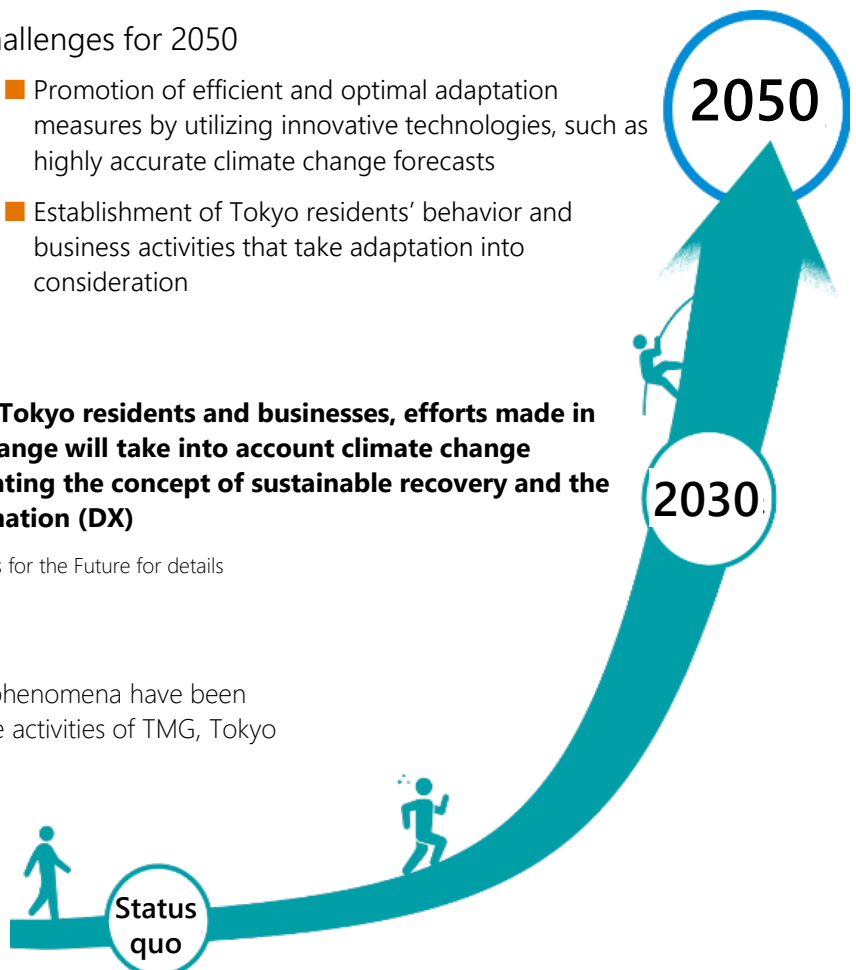 allenges for 2050
■ Promotion of efficient and optimal adaptation
measures by utilizing innovative technologies, such as
highly accurate climate change forecasts
■ Establishment of Tokyo residents' behavior and
business activities that take adaptation into
consideration
2050
Tokyo residents and businesses, efforts made in
ange will take into account climate change
ating the concept of sustainable recovery and the
nation (DX)
s for the Future for details
2030
phenomena have been
e activities of TMG, Tokyo
Status
quo